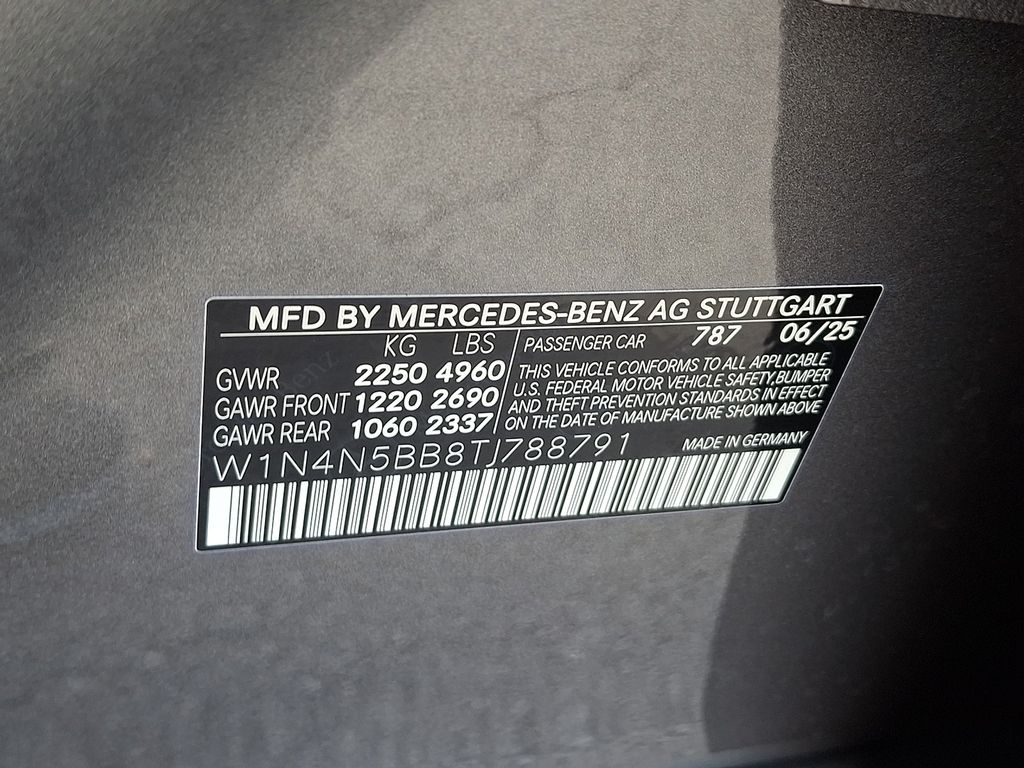 MFD BY MERCEDES-BENZ AG STUTTGART
KG LBS
GVWR 2250 4960
GAWR FRONT 1220 2690
GAWR REAR 1060 2337
PASSENGER CAR 787 06/25
THIS VEHICLE CONFORMS TO ALL APPLICABLE
U.S. FEDERAL MOTOR VEHICLE SAFETY,BUMPER
AND THEFT PREVENTION STANDARDS IN EFFECT
ON THE DATE OF MANUFACTURE SHOWN ABOVE
W1N4N5BB8TJ788791
MADE IN GERMANY